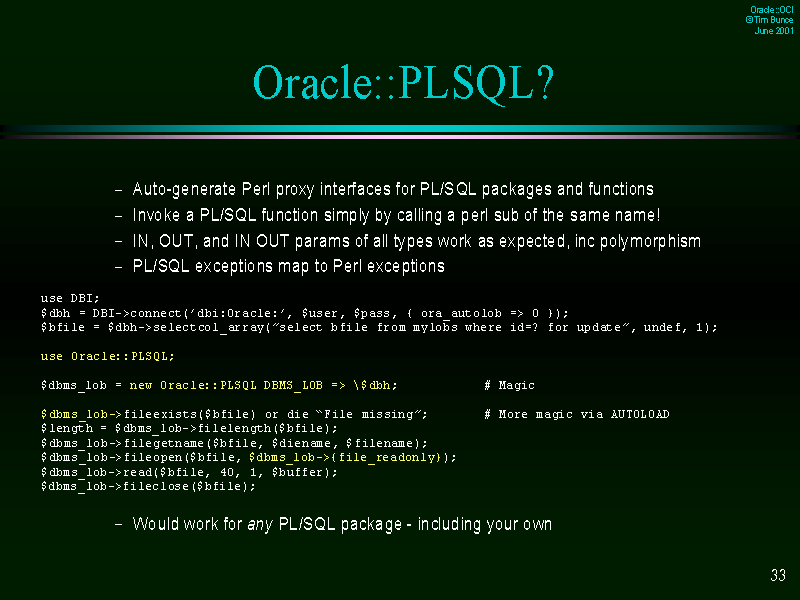 Oracle::OCI
©Tim Bunce
June 2001
Oracle::PLSQL?
– Auto-generate Perl proxy interfaces for PL/SQL packages and functions
– Invoke a PL/SQL function simply by calling a perl sub of the same name!
– IN, OUT, and IN OUT params of all types work as expected, inc polymorphism
– PL/SQL exceptions map to Perl exceptions
use DBI;
$dbh = DBI->connect(’dbi:Oracle:’, $user, $pass, { ora_autolob => 0 });
$bfile = $dbh->selectcol_array(“select bfile from mylobs where id=? for update”, undef, 1);
use Oracle::PLSQL;
$dbms_lob = new Oracle::PLSQL DBMS_LOB => \$dbh; # Magic
$dbms_lob->fileexists($bfile) or die “File missing”; # More magic via AUTOLOAD
$length = $dbms_lob->filelength($bfile);
$dbms_lob->filegetname($bfile, $diename, $filename);
$dbms_lob->fileopen($bfile, $dbms_lob->{file_readonly});
$dbms_lob->read($bfile, 40, 1, $buffer);
$dbms_lob->fileclose($bfile);
– Would work for any PL/SQL package - including your own
33